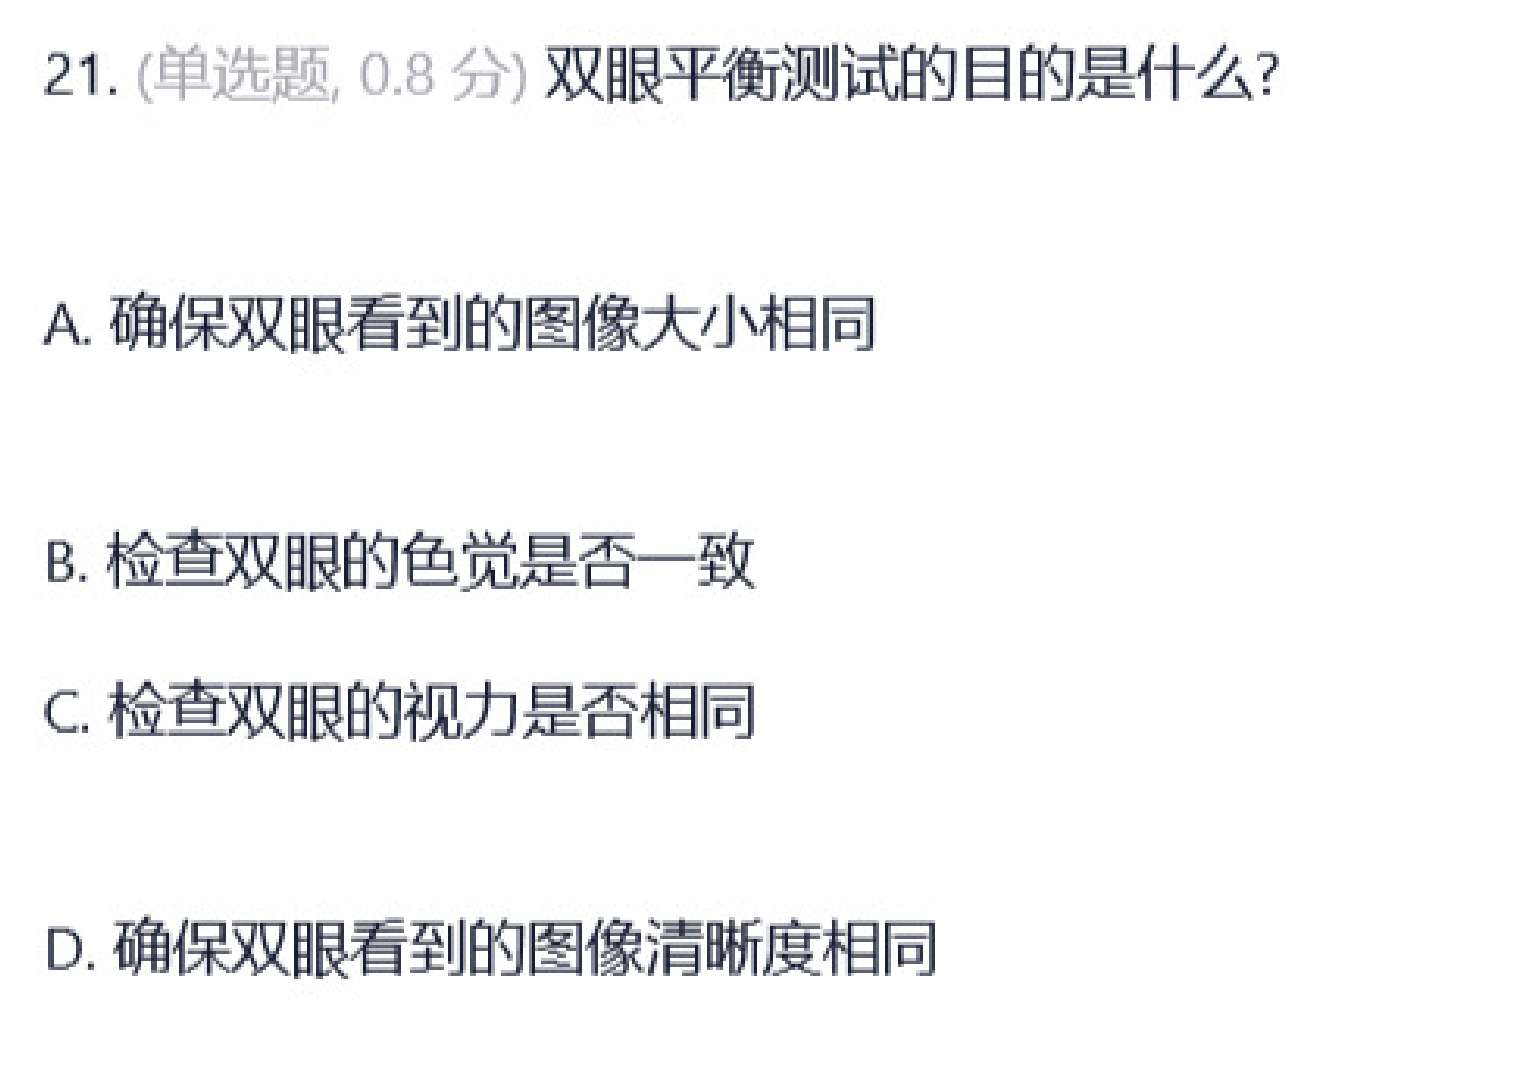 21. (单选题, 0.8 分) 双眼平衡测试的目的是什么?
A. 确保双眼看到的图像大小相同
B. 检查双眼的色觉是否一致
C. 检查双眼的视力是否相同
D. 确保双眼看到的图像清晰度相同